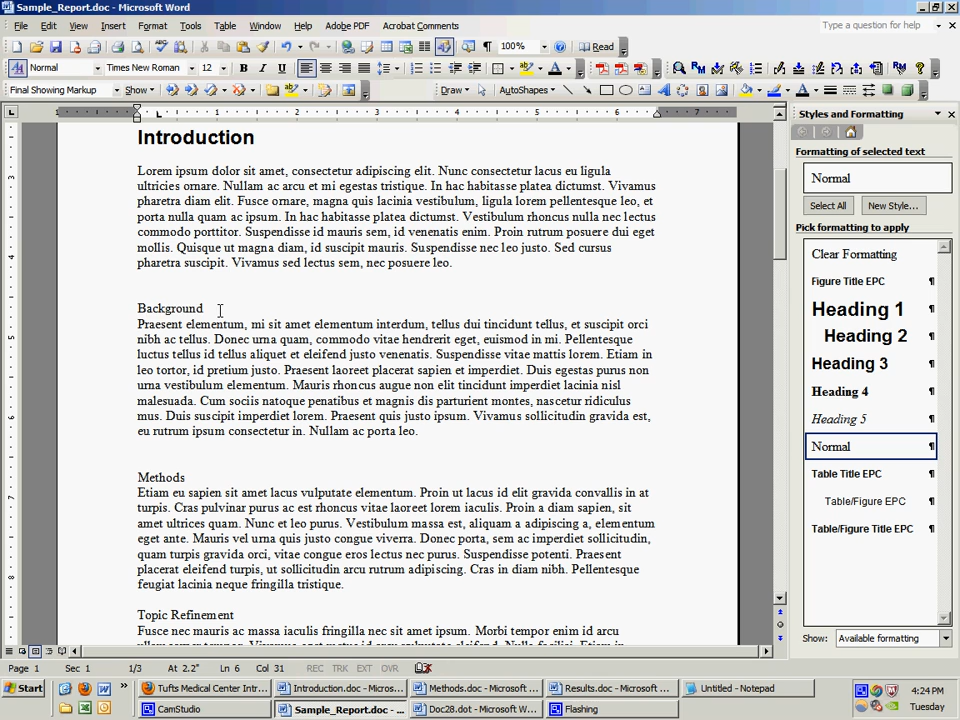 Sample_Report.doc - Microsoft Word
File Edit View Insert Format Tools Table Window Help Adobe PDF Acrobat Comments
Type a question for help
100% Read
Normal Times New Roman 12 B I U
Final Showing Markup Show Draw AutoShapes
1 1 2 3 4 5 6 7
Styles and Formatting
Formatting of selected text
Normal
Select All New Style...
Pick formatting to apply
Clear Formatting
Figure Title EPC ¶
Heading 1 ¶
Heading 2 ¶
Heading 3 ¶
Heading 4 ¶
Heading 5 ¶
Normal ¶
Table Title EPC ¶
Table/Figure EPC ¶
Table/Figure Title EPC ¶
Show: Available formatting
Introduction
Lorem ipsum dolor sit amet, consectetur adipiscing elit. Nunc consectetur lacus eu ligula
ultricies ornare. Nullam ac arcu et mi egestas tristique. In hac habitasse platea dictumst. Vivamus
pharetra diam elit. Fusce ornare, magna quis lacinia vestibulum, ligula lorem pellentesque leo, et
porta nulla quam ac ipsum. In hac habitasse platea dictumst. Vestibulum rhoncus nulla nec lectus
commodo porttitor. Suspendisse id mauris sem, id venenatis enim. Proin rutrum posuere dui eget
mollis. Quisque ut magna diam, id suscipit mauris. Suspendisse nec leo justo. Sed cursus
pharetra suscipit. Vivamus sed lectus sem, nec posuere leo.
Background
Praesent elementum, mi sit amet elementum interdum, tellus dui tincidunt tellus, et suscipit orci
nibh ac tellus. Donec urna quam, commodo vitae hendrerit eget, euismod in mi. Pellentesque
luctus tellus id tellus aliquet et eleifend justo venenatis. Suspendisse vitae mattis lorem. Etiam in
leo tortor, id pretium justo. Praesent laoreet placerat sapien et imperdiet. Duis egestas purus non
urna vestibulum elementum. Mauris rhoncus augue non elit tincidunt imperdiet lacinia nisl
malesuada. Cum sociis natoque penatibus et magnis dis parturient montes, nascetur ridiculus
mus. Duis suscipit imperdiet lorem. Praesent quis justo ipsum. Vivamus sollicitudin gravida est,
eu rutrum ipsum consectetur in. Nullam ac porta leo.
Methods
Etiam eu sapien sit amet lacus vulputate elementum. Proin ut lacus id elit gravida convallis in at
turpis. Cras pulvinar purus ac est rhoncus vitae laoreet lorem iaculis. Proin a diam sapien, sit
amet ultrices quam. Nunc et leo purus. Vestibulum massa est, aliquam a adipiscing a, elementum
eget ante. Mauris vel urna quis justo congue viverra. Donec porta, sem ac imperdiet sollicitudin,
quam turpis gravida orci, vitae congue eros lectus nec purus. Suspendisse potenti. Praesent
placerat eleifend turpis, ut sollicitudin arcu rutrum adipiscing. Cras in diam nibh. Pellentesque
feugiat lacinia neque fringilla tristique.
Topic Refinement
Fusce nec mauris ac massa iaculis fringilla nec sit amet ipsum. Morbi tempor enim id arcu
Page 1 Sec 1 1/3 At 2.2" Ln 6 Col 31 REC TRK EXT OVR
Start Tufts Medical Center Intr... Introduction.doc - Micros... Methods.doc - Microsoft ... Results.doc - Microsoft ... Untitled - Notepad 4:24 PM
CamStudio Sample_Report.doc - ... Doc28.dot - Microsoft W... Flashing Tuesday